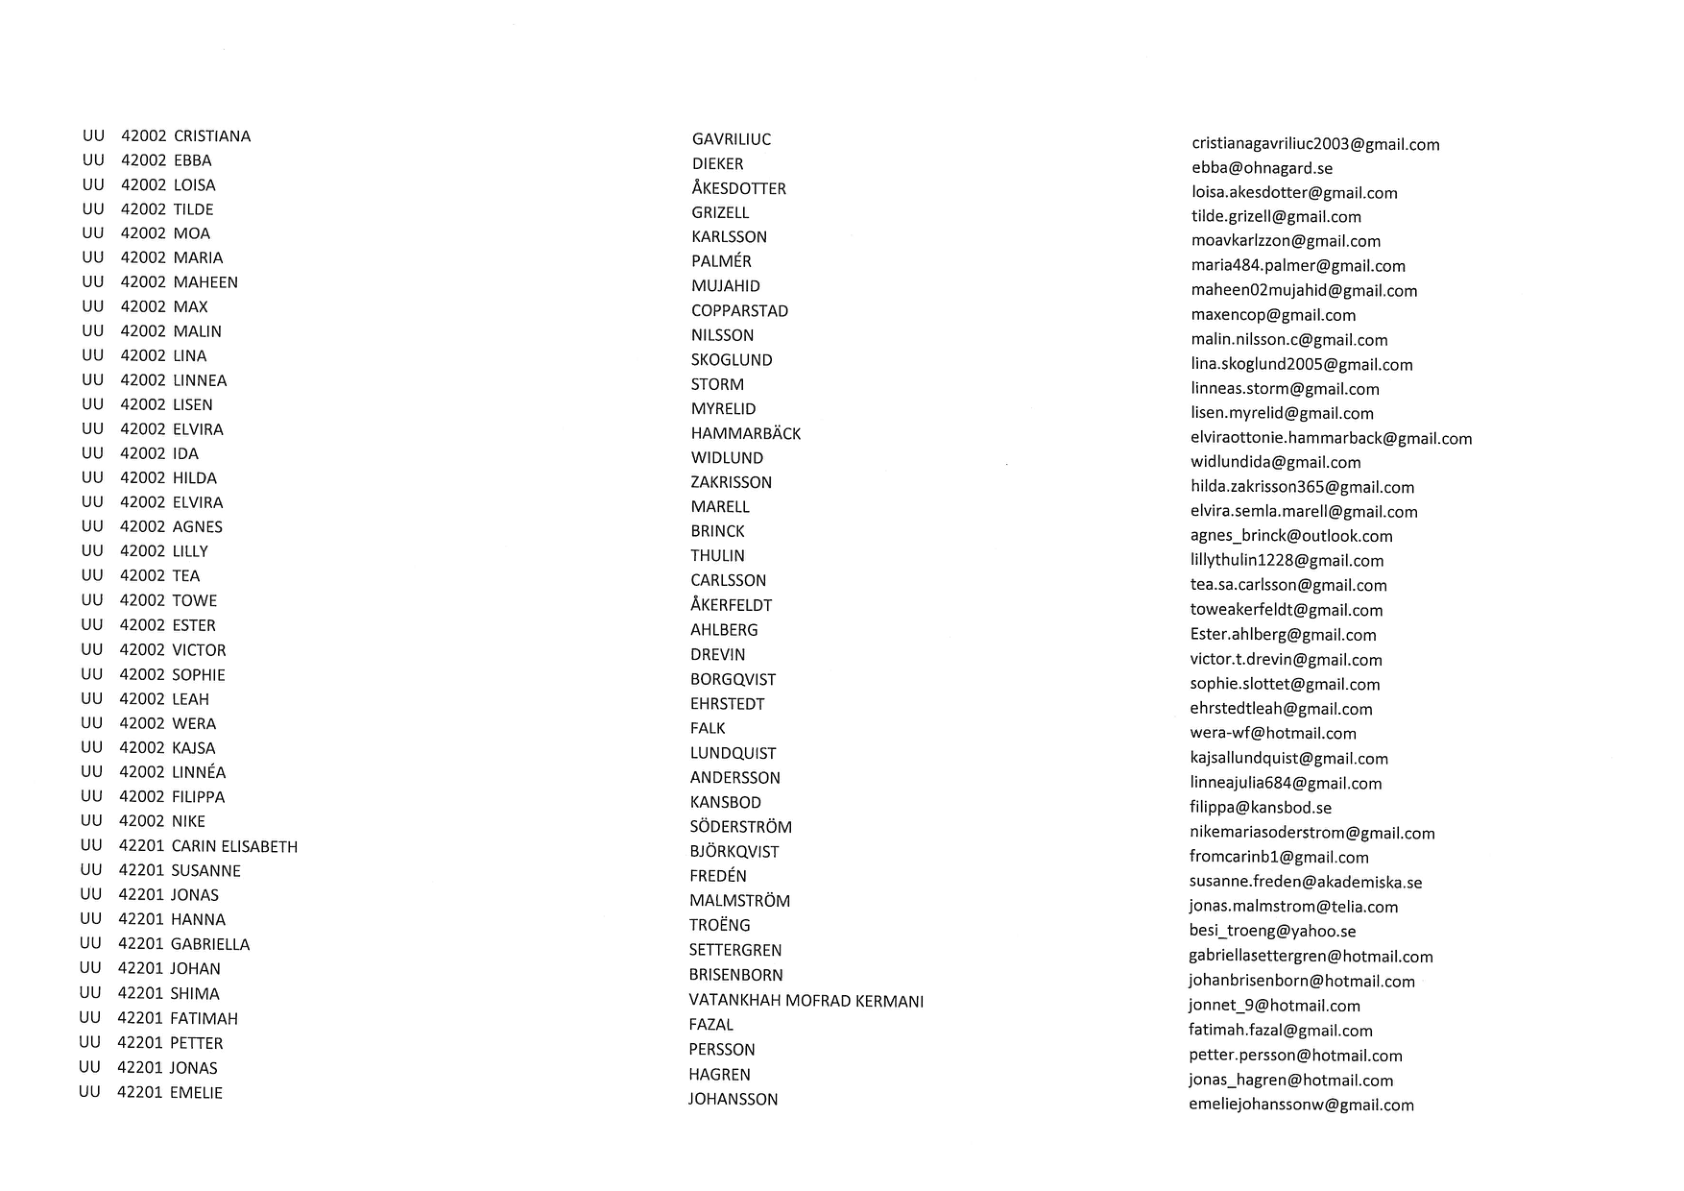 UU 42002 CRISTIANA GAVRILIUC cristianagavriliuc2003@gmail.com
UU 42002 EBBA DIEKER ebba@ohnagard.se
UU 42002 LOISA ÅKESDOTTER loisa.akesdotter@gmail.com
UU 42002 TILDE GRIZELL tilde.grizell@gmail.com
UU 42002 MOA KARLSSON moavkarlzzon@gmail.com
UU 42002 MARIA PALMÉR maria484.palmer@gmail.com
UU 42002 MAHEEN MUJAHID maheen02mujahid@gmail.com
UU 42002 MAX COPPARSTAD maxencop@gmail.com
UU 42002 MALIN NILSSON malin.nilsson.c@gmail.com
UU 42002 LINA SKOGLUND lina.skoglund2005@gmail.com
UU 42002 LINNEA STORM linneas.storm@gmail.com
UU 42002 LISEN MYRELID lisen.myrelid@gmail.com
UU 42002 ELVIRA HAMMARBÄCK elviraottonie.hammarback@gmail.com
UU 42002 IDA WIDLUND widlundida@gmail.com
UU 42002 HILDA ZAKRISSON hilda.zakrisson365@gmail.com
UU 42002 ELVIRA MARELL elvira.semla.marell@gmail.com
UU 42002 AGNES BRINCK agnes_brinck@outlook.com
UU 42002 LILLY THULIN lillythulin1228@gmail.com
UU 42002 TEA CARLSSON tea.sa.carlsson@gmail.com
UU 42002 TOWE ÅKERFELDT toweakerfeldt@gmail.com
UU 42002 ESTER AHLBERG Ester.ahlberg@gmail.com
UU 42002 VICTOR DREVIN victor.t.drevin@gmail.com
UU 42002 SOPHIE BORGQVIST sophie.slottet@gmail.com
UU 42002 LEAH EHRSTEDT ehrstedtleah@gmail.com
UU 42002 WERA FALK wera-wf@hotmail.com
UU 42002 KAJSA LUNDQUIST kajsallundquist@gmail.com
UU 42002 LINNÉA ANDERSSON linneajulia684@gmail.com
UU 42002 FILIPPA KANSBOD filippa@kansbod.se
UU 42002 NIKE SÖDERSTRÖM nikemariasoderstrom@gmail.com
UU 42201 CARIN ELISABETH BJÖRKQVIST fromcarinb1@gmail.com
UU 42201 SUSANNE FREDÉN susanne.freden@akademiska.se
UU 42201 JONAS MALMSTRÖM jonas.malmstrom@telia.com
UU 42201 HANNA TROËNG besi_troeng@yahoo.se
UU 42201 GABRIELLA SETTERGREN gabriellasettergren@hotmail.com
UU 42201 JOHAN BRISENBORN johanbrisenborn@hotmail.com
UU 42201 SHIMA VATANKHAH MOFRAD KERMANI jonnet_9@hotmail.com
UU 42201 FATIMAH FAZAL fatimah.fazal@gmail.com
UU 42201 PETTER PERSSON petter.persson@hotmail.com
UU 42201 JONAS HAGREN jonas_hagren@hotmail.com
UU 42201 EMELIE JOHANSSON emeliejohanssonw@gmail.com